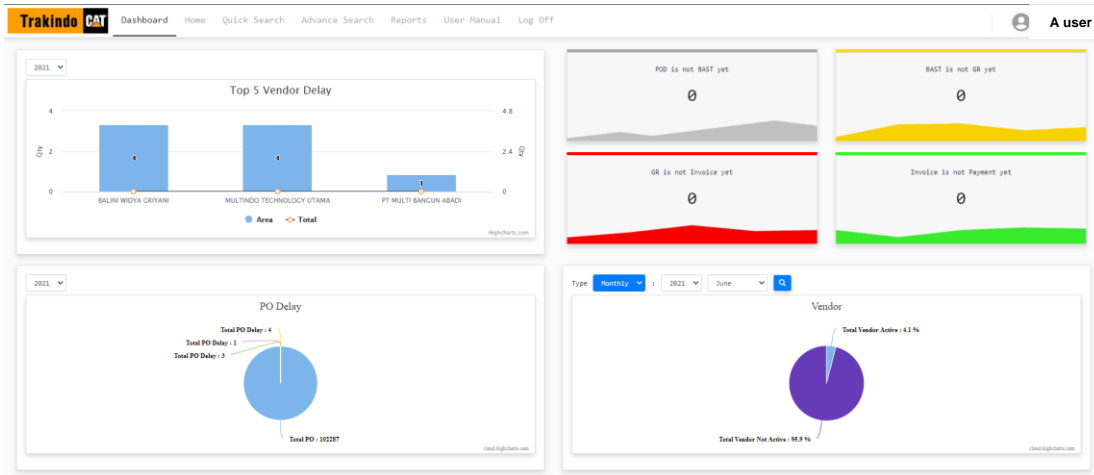 Trakindo CAT Dashboard Home Quick Search Advance Search Reports User Manual Log Off A user
2021
Top 5 Vendor Delay
4 4.8
Qty 2 2.4 Qty
0 0
4 4 1
BALINI WIDYA GRIYANI MULTINDO TECHNOLOGY UTAMA PT MULTI BANGUN ABADI
Area Total
Highcharts.com
POD is not BAST yet
0
BAST is not GR yet
0
GR is not Invoice yet
0
Invoice is not Payment yet
0
2021
PO Delay
Total PO Delay : 4
Total PO Delay : 1
Total PO Delay : 3
Total PO : 102287
cloud.highcharts.com
Type Monthly : 2021 June
Vendor
Total Vendor Active : 4.1 %
Total Vendor Not Active : 95.9 %
cloud.highcharts.com